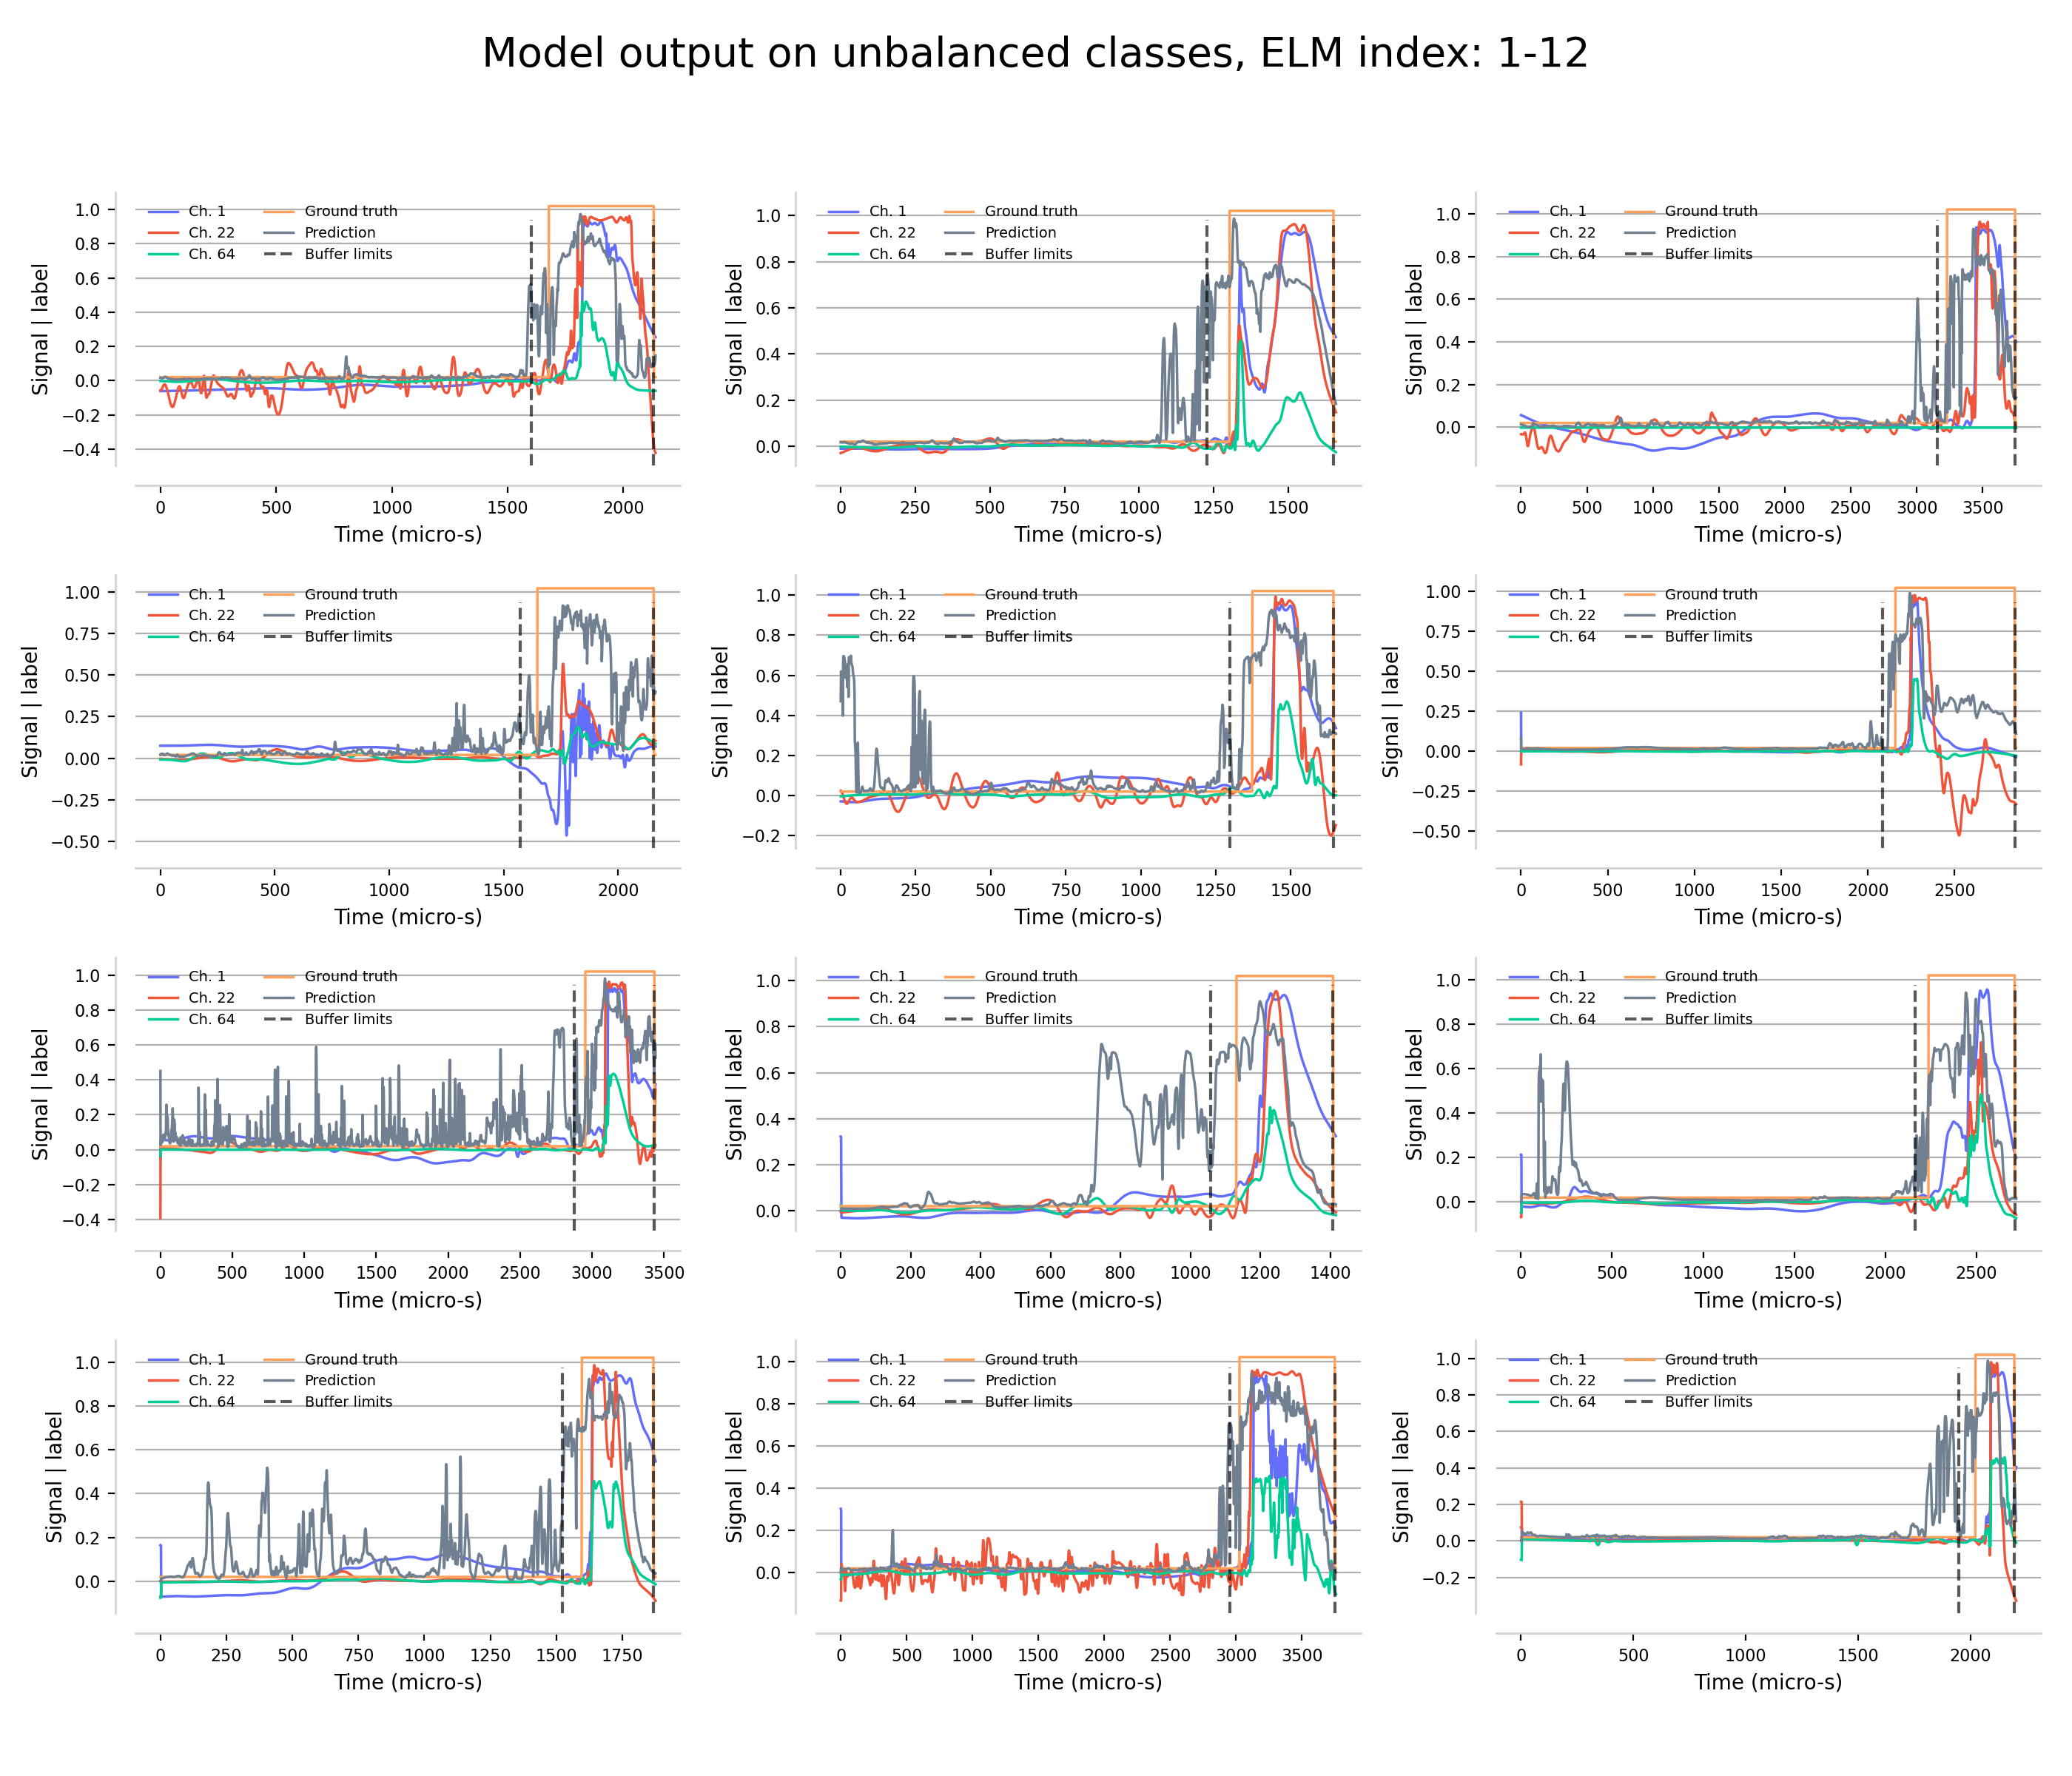 Model output on unbalanced classes, ELM index: 1-12
Ch. 1 Ground truth
Ch. 22 Prediction
Ch. 64 Buffer limits
Signal | label
1.0
0.8
0.6
0.4
0.2
0.0
−0.2
−0.4
0 500 1000 1500 2000
Time (micro-s)
Ch. 1 Ground truth
Ch. 22 Prediction
Ch. 64 Buffer limits
Signal | label
1.0
0.8
0.6
0.4
0.2
0.0
0 250 500 750 1000 1250 1500
Time (micro-s)
Ch. 1 Ground truth
Ch. 22 Prediction
Ch. 64 Buffer limits
Signal | label
1.0
0.8
0.6
0.4
0.2
0.0
0 500 1000 1500 2000 2500 3000 3500
Time (micro-s)
Ch. 1 Ground truth
Ch. 22 Prediction
Ch. 64 Buffer limits
Signal | label
1.00
0.75
0.50
0.25
0.00
−0.25
−0.50
0 500 1000 1500 2000
Time (micro-s)
Ch. 1 Ground truth
Ch. 22 Prediction
Ch. 64 Buffer limits
Signal | label
1.0
0.8
0.6
0.4
0.2
0.0
−0.2
0 250 500 750 1000 1250 1500
Time (micro-s)
Ch. 1 Ground truth
Ch. 22 Prediction
Ch. 64 Buffer limits
Signal | label
1.00
0.75
0.50
0.25
0.00
−0.25
−0.50
0 500 1000 1500 2000 2500
Time (micro-s)
Ch. 1 Ground truth
Ch. 22 Prediction
Ch. 64 Buffer limits
Signal | label
1.0
0.8
0.6
0.4
0.2
0.0
−0.2
−0.4
0 500 1000 1500 2000 2500 3000 3500
Time (micro-s)
Ch. 1 Ground truth
Ch. 22 Prediction
Ch. 64 Buffer limits
Signal | label
1.0
0.8
0.6
0.4
0.2
0.0
0 200 400 600 800 1000 1200 1400
Time (micro-s)
Ch. 1 Ground truth
Ch. 22 Prediction
Ch. 64 Buffer limits
Signal | label
1.0
0.8
0.6
0.4
0.2
0.0
0 500 1000 1500 2000 2500
Time (micro-s)
Ch. 1 Ground truth
Ch. 22 Prediction
Ch. 64 Buffer limits
Signal | label
1.0
0.8
0.6
0.4
0.2
0.0
0 250 500 750 1000 1250 1500 1750
Time (micro-s)
Ch. 1 Ground truth
Ch. 22 Prediction
Ch. 64 Buffer limits
Signal | label
1.0
0.8
0.6
0.4
0.2
0.0
0 500 1000 1500 2000 2500 3000 3500
Time (micro-s)
Ch. 1 Ground truth
Ch. 22 Prediction
Ch. 64 Buffer limits
Signal | label
1.0
0.8
0.6
0.4
0.2
0.0
−0.2
0 500 1000 1500 2000
Time (micro-s)